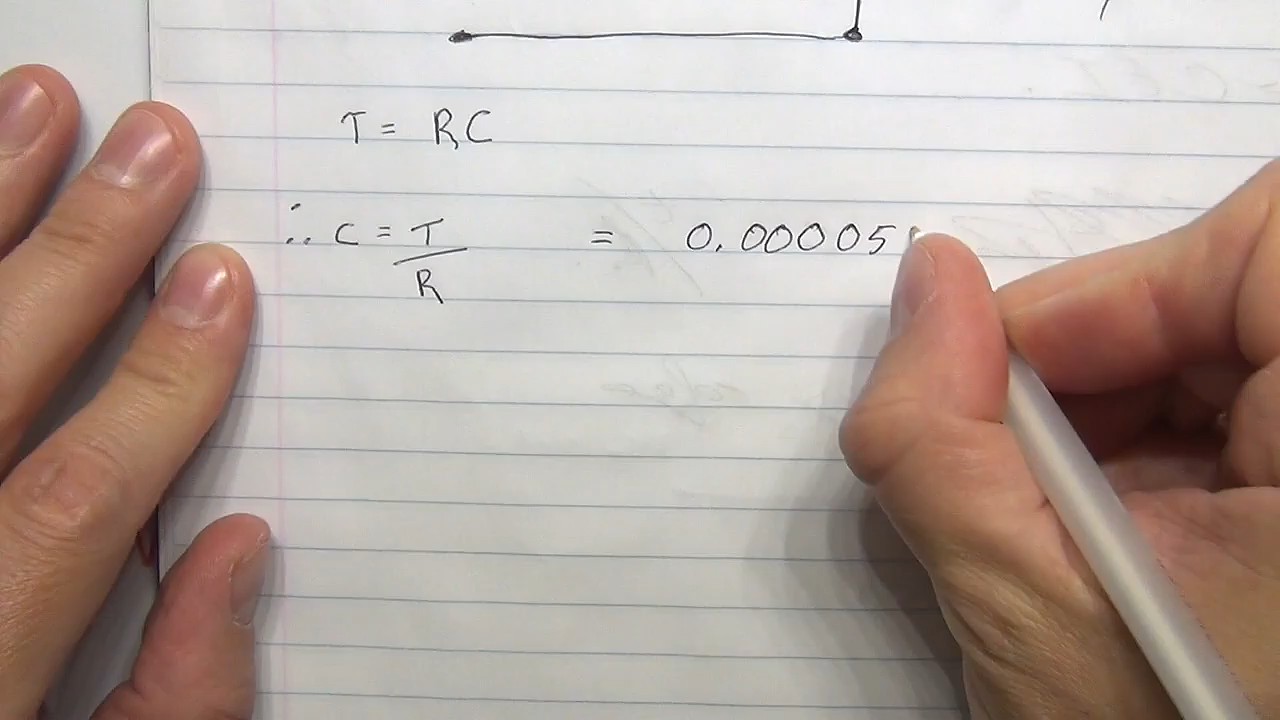 T = RC
∴ C = T/R = 0.00005